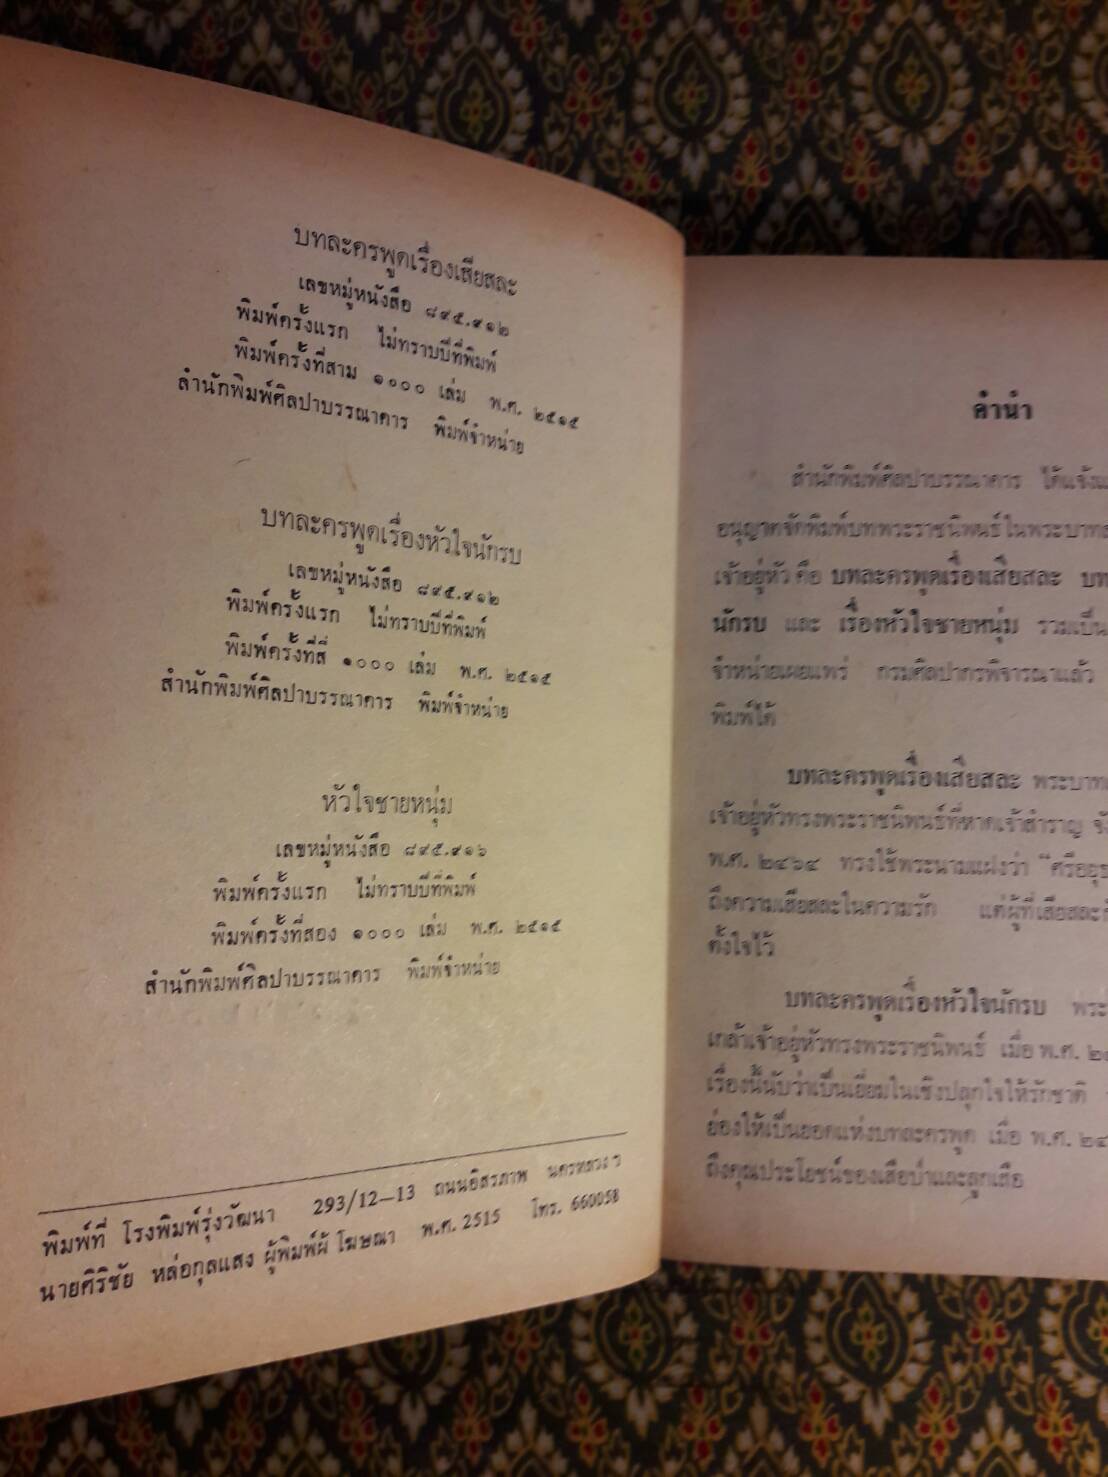 บทละครพูดเรื่องเสียสละ
เลขหมู่หนังสือ ๘๙๕.๙๑๒
พิมพ์ครั้งแรก ไม่ทราบปีที่พิมพ์
พิมพ์ครั้งที่สาม ๑๐๐๐ เล่ม พ.ศ. ๒๕๑๕
สำนักพิมพ์ศิลปาบรรณาคาร พิมพ์จำหน่าย
บทละครพูดเรื่องหัวใจนักรบ
เลขหมู่หนังสือ ๘๙๕.๙๑๒
พิมพ์ครั้งแรก ไม่ทราบปีที่พิมพ์
พิมพ์ครั้งที่สี่ ๑๐๐๐ เล่ม พ.ศ. ๒๕๑๕
สำนักพิมพ์ศิลปาบรรณาคาร พิมพ์จำหน่าย
หัวใจชายหนุ่ม
เลขหมู่หนังสือ ๘๙๕.๙๑๖
พิมพ์ครั้งแรก ไม่ทราบปีที่พิมพ์
พิมพ์ครั้งที่สอง ๑๐๐๐ เล่ม พ.ศ. ๒๕๑๕
สำนักพิมพ์ศิลปาบรรณาคาร พิมพ์จำหน่าย
พิมพ์ที่ โรงพิมพ์รุ่งวัฒนา 293/12-13 ถนนอิสรภาพ นครหลวง ฯ
นายศิริชัย หล่อกุลแสง ผู้พิมพ์ผู้โฆษณา พ.ศ. 2515 โทร. 660058
คำนำ
สำนักพิมพ์ศิลปาบรรณาคาร ได้แจ้ง
อนุญาตจัดพิมพ์บทพระราชนิพนธ์ในพระบาท
เจ้าอยู่หัว คือ บทละครพูดเรื่องเสียสละ
นักรบ และ เรื่องหัวใจชายหนุ่ม รวมเป็น
จำหน่ายเผยแพร่ กรมศิลปากรพิจารณาแล้ว
พิมพ์ได้
บทละครพูดเรื่องเสียสละ พระบาท
เจ้าอยู่หัวทรงพระราชนิพนธ์ที่หาดเจ้าสำราญ
พ.ศ. ๒๔๖๔ ทรงใช้พระนามแฝงว่า "ศรีอยุธ
ถึงความเสียสละในความรัก แต่ผู้ที่เสียสละ
ตั้งใจไว้
บทละครพูดเรื่องหัวใจนักรบ พระ
เกล้าเจ้าอยู่หัวทรงพระราชนิพนธ์ เมื่อ พ.ศ.
เรื่องนี้นับว่าเป็นเยี่ยมในเชิงปลุกใจให้รักชาติ
ย่องให้เป็นยอดแห่งบทละครพูด เมื่อ พ.ศ.
ถึงคุณประโยชน์ของเสือป่าและลูกเสือ